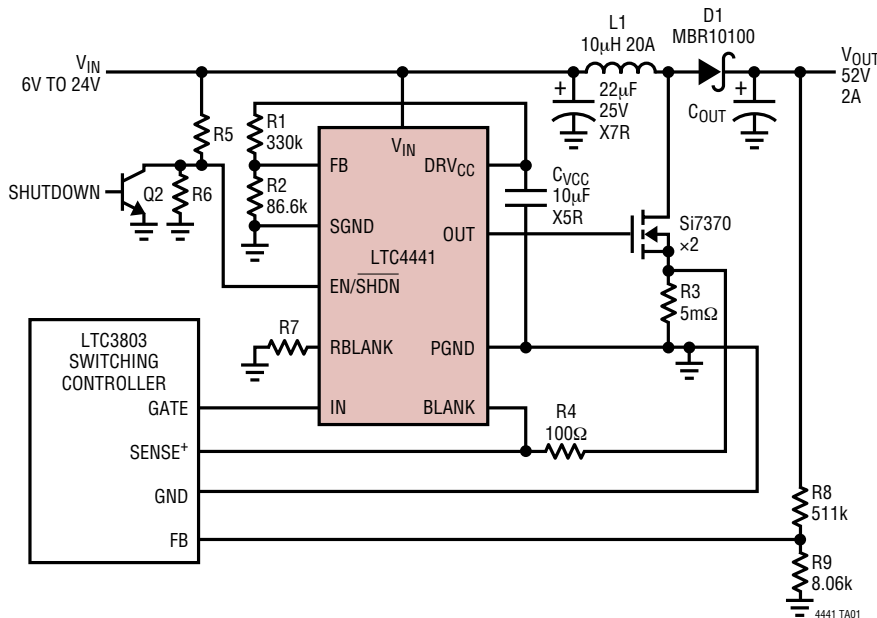 L1
10µH 20A
D1
MBR10100
VIN
6V TO 24V
VOUT
52V
2A
+
22µF
25V
X7R
+
COUT
R5
R1
330k
VIN
FB
DRVCC
CVCC
10µF
X5R
SHUTDOWN
Q2
R6
R2
86.6k
SGND
OUT
Si7370
×2
LTC4441
EN/SHDN
R3
5mΩ
R7
RBLANK
PGND
LTC3803
SWITCHING
CONTROLLER
GATE
IN
BLANK
R4
100Ω
SENSE+
GND
R8
511k
FB
R9
8.06k
4441 TA01